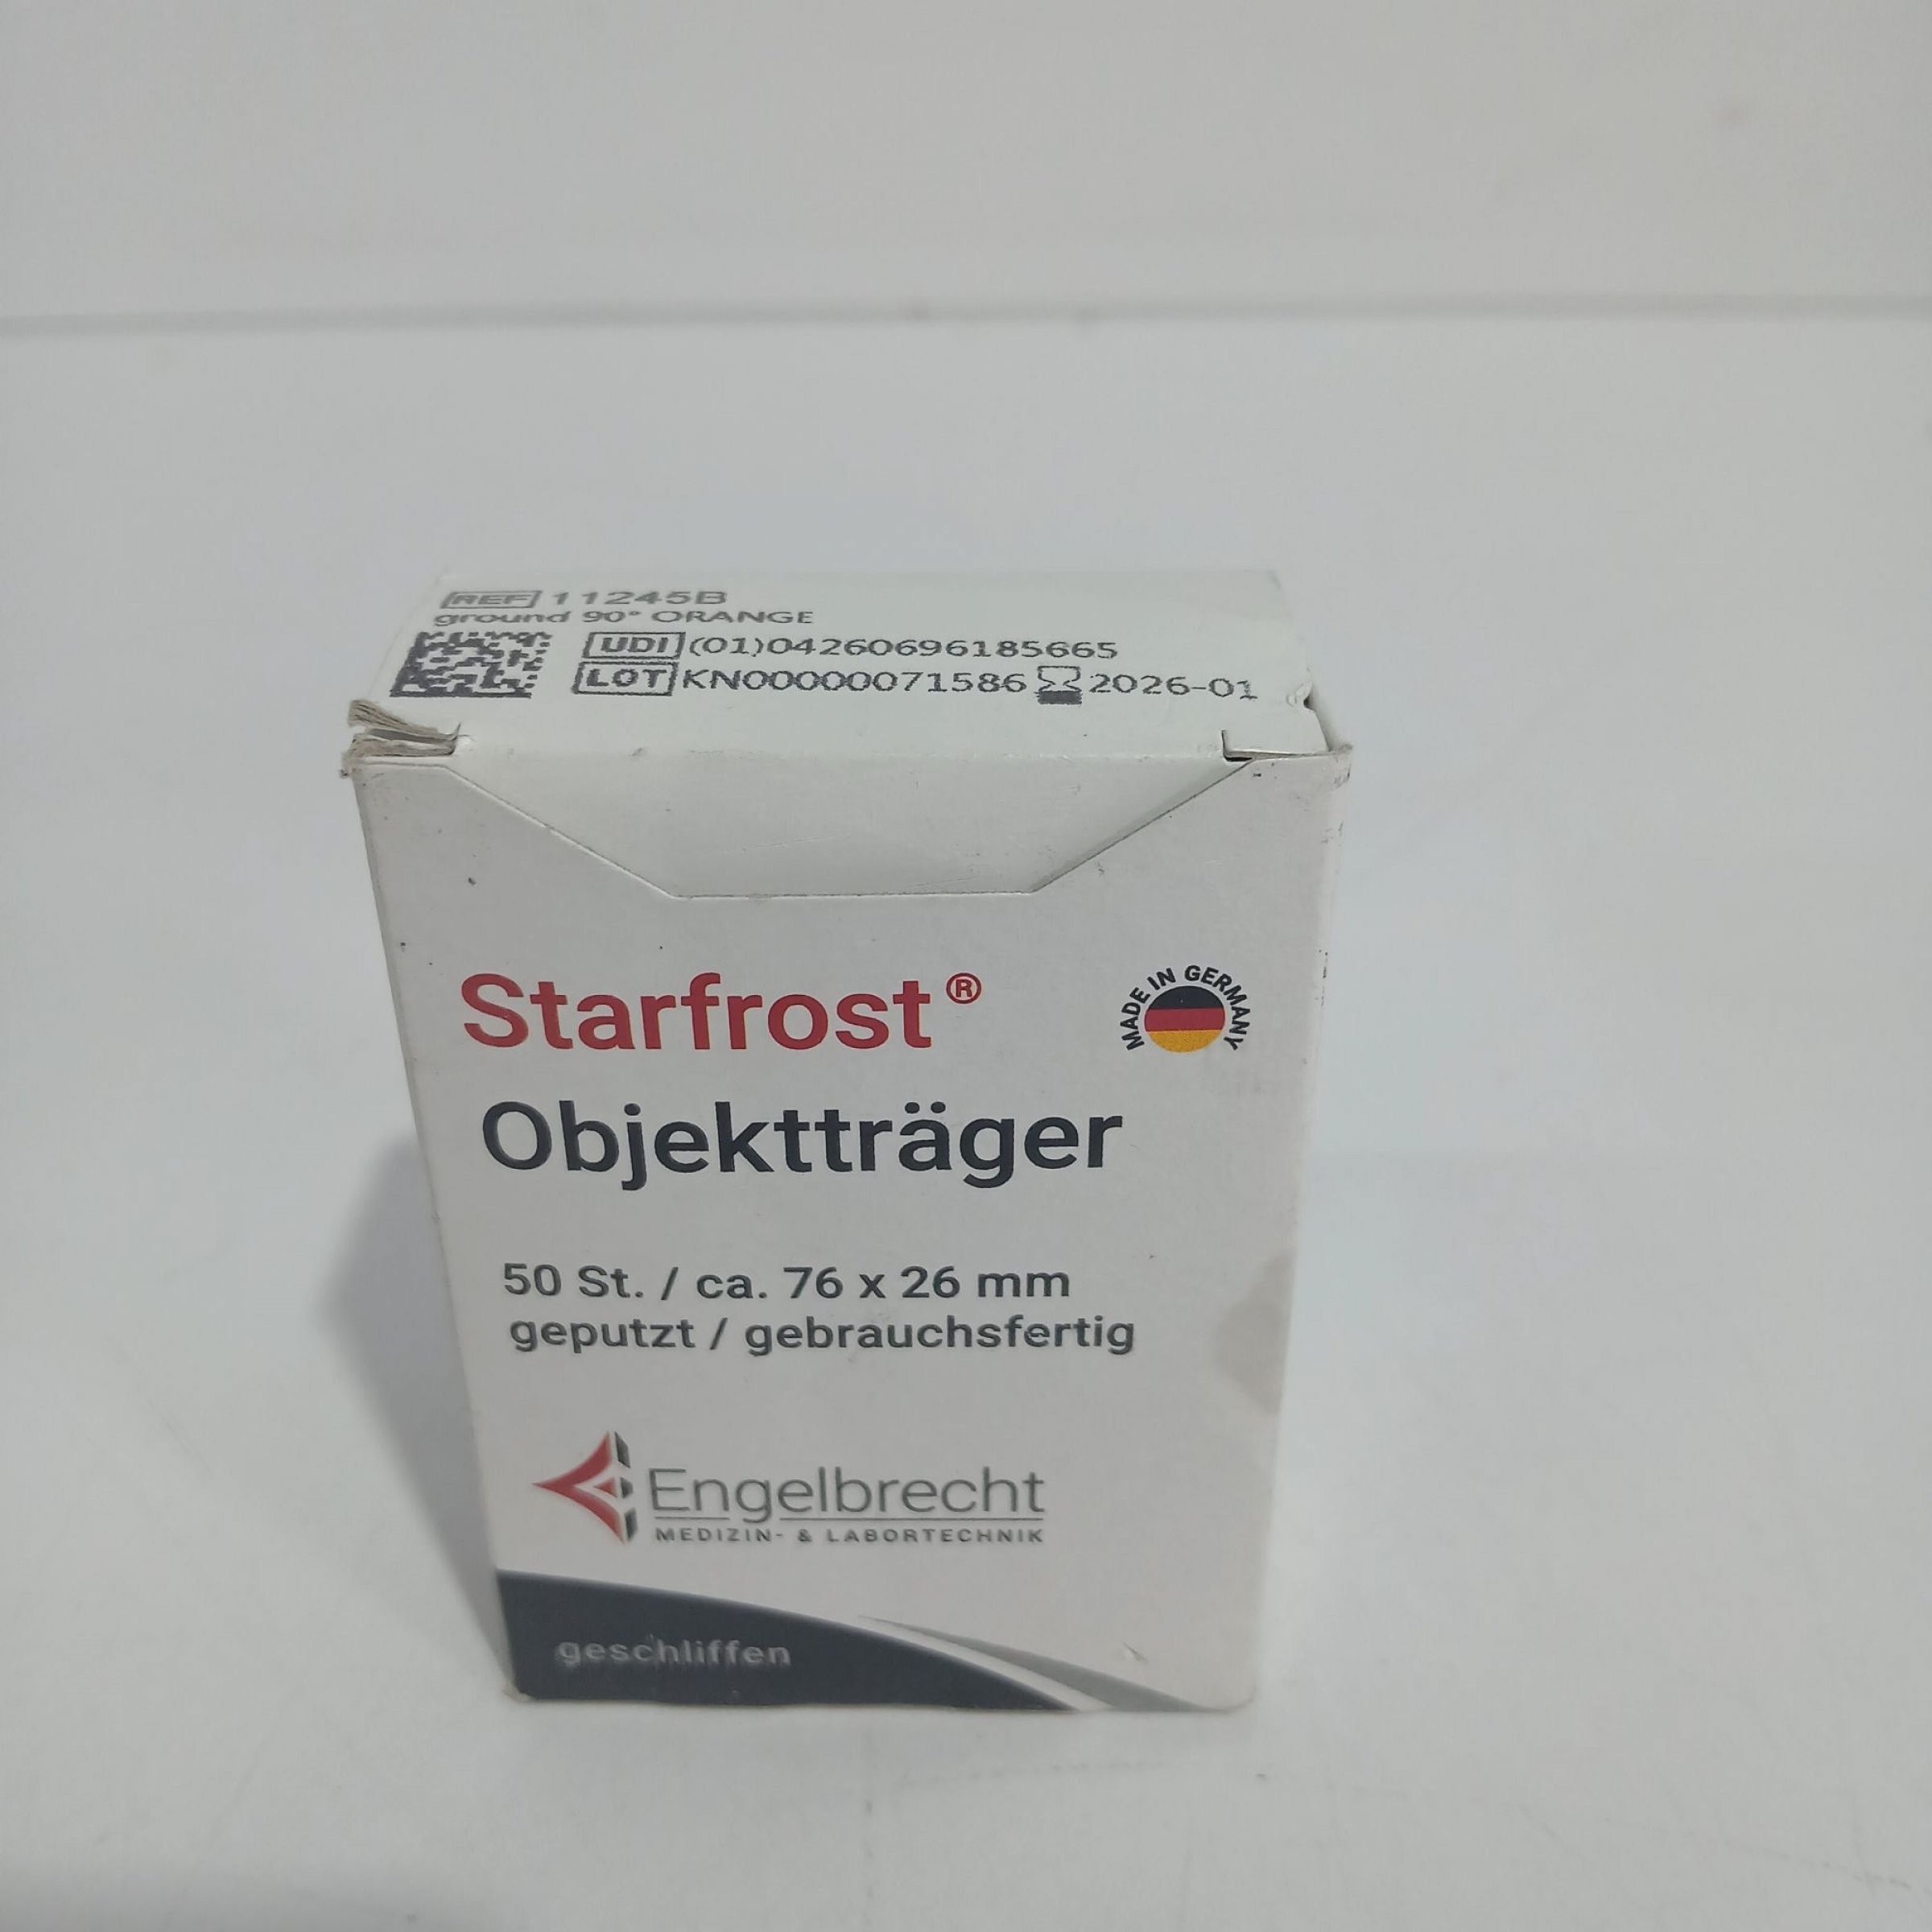 REF 11245B
ground 90° ORANGE
UDI (01)04260696185665
LOT KN00000071586 2026-01
Starfrost®
MADE IN GERMANY
Objektträger
50 St. / ca. 76 x 26 mm
geputzt / gebrauchsfertig
Engelbrecht
MEDIZIN- & LABORTECHNIK
geschliffen